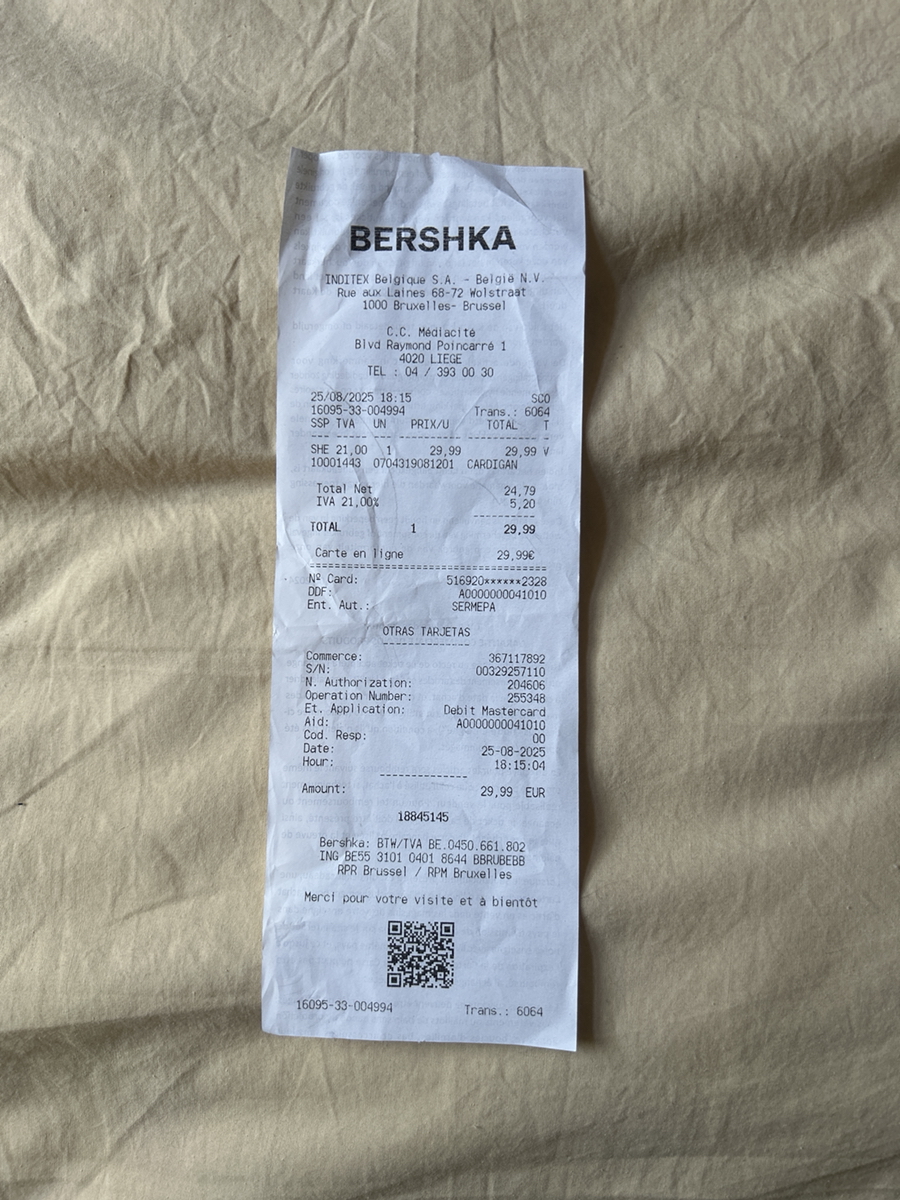 BERSHKA
INDITEX Belgique S.A. - België N.V.
Rue aux Laines 68-72 Wolstraat
1000 Bruxelles- Brussel
C.C. Médiacité
Blvd Raymond Poincarré 1
4020 LIEGE
TEL : 04 / 393 00 30
25/08/2025 18:15 SCO
16095-33-004994 Trans.: 6064
SSP TVA UN PRIX/U TOTAL T
SHE 21,00 1 29,99 29,99 V
10001443 0704319081201 CARDIGAN
Total Net 24,79
IVA 21,00% 5,20
TOTAL 1 29,99
Carte en ligne 29,99€
Nº Card: 516920******2328
DDF: A0000000041010
Ent. Aut.: SERMEPA
OTRAS TARJETAS
Commerce: 367117892
S/N: 00329257110
N. Authorization: 204606
Operation Number: 255348
Et. Application: Debit Mastercard
Aid: A0000000041010
Cod. Resp: 00
Date: 25-08-2025
Hour: 18:15:04
Amount: 29,99 EUR
18845145
Bershka: BTW/TVA BE.0450.661.802
ING BE55 3101 0401 8644 BBRUBEBB
RPR Brussel / RPM Bruxelles
Merci pour votre visite et à bientôt
16095-33-004994 Trans.: 6064